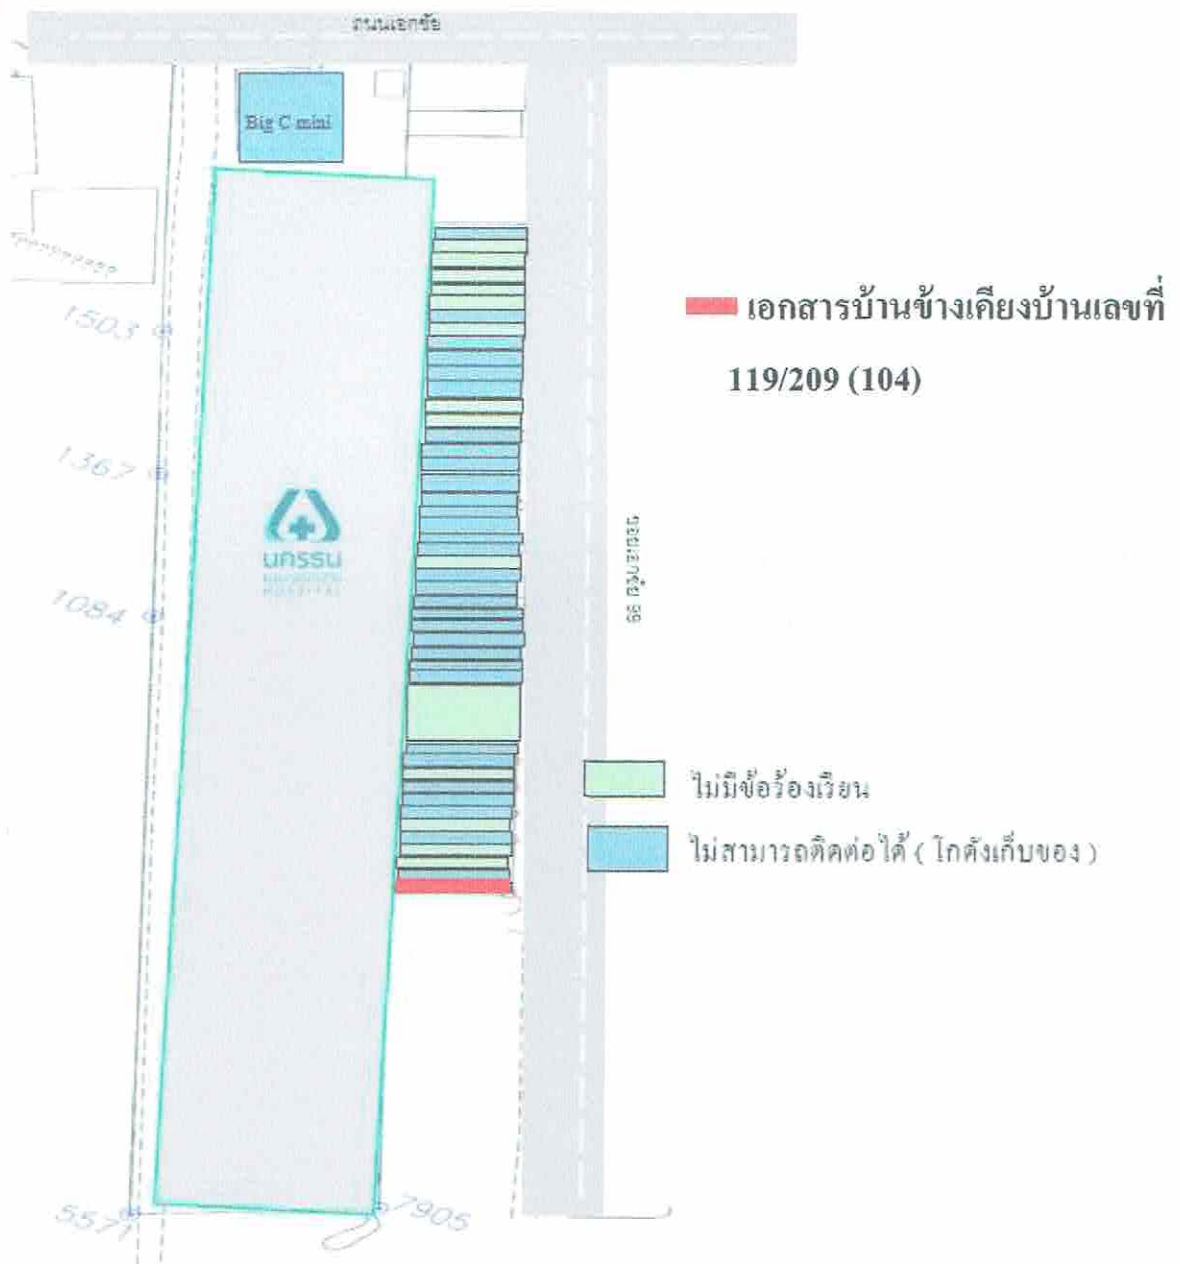 ถนนเอกชัย
Big C mini
1503
เอกสารบ้านข้างเคียงบ้านเลขที่
119/209 (104)
1367
นครธน
HOSPITAL
1084
ซอยเอกชัย 99
ไม่มีข้อร้องเรียน
ไม่สามารถติดต่อได้ ( โกดังเก็บของ )
5571
7905